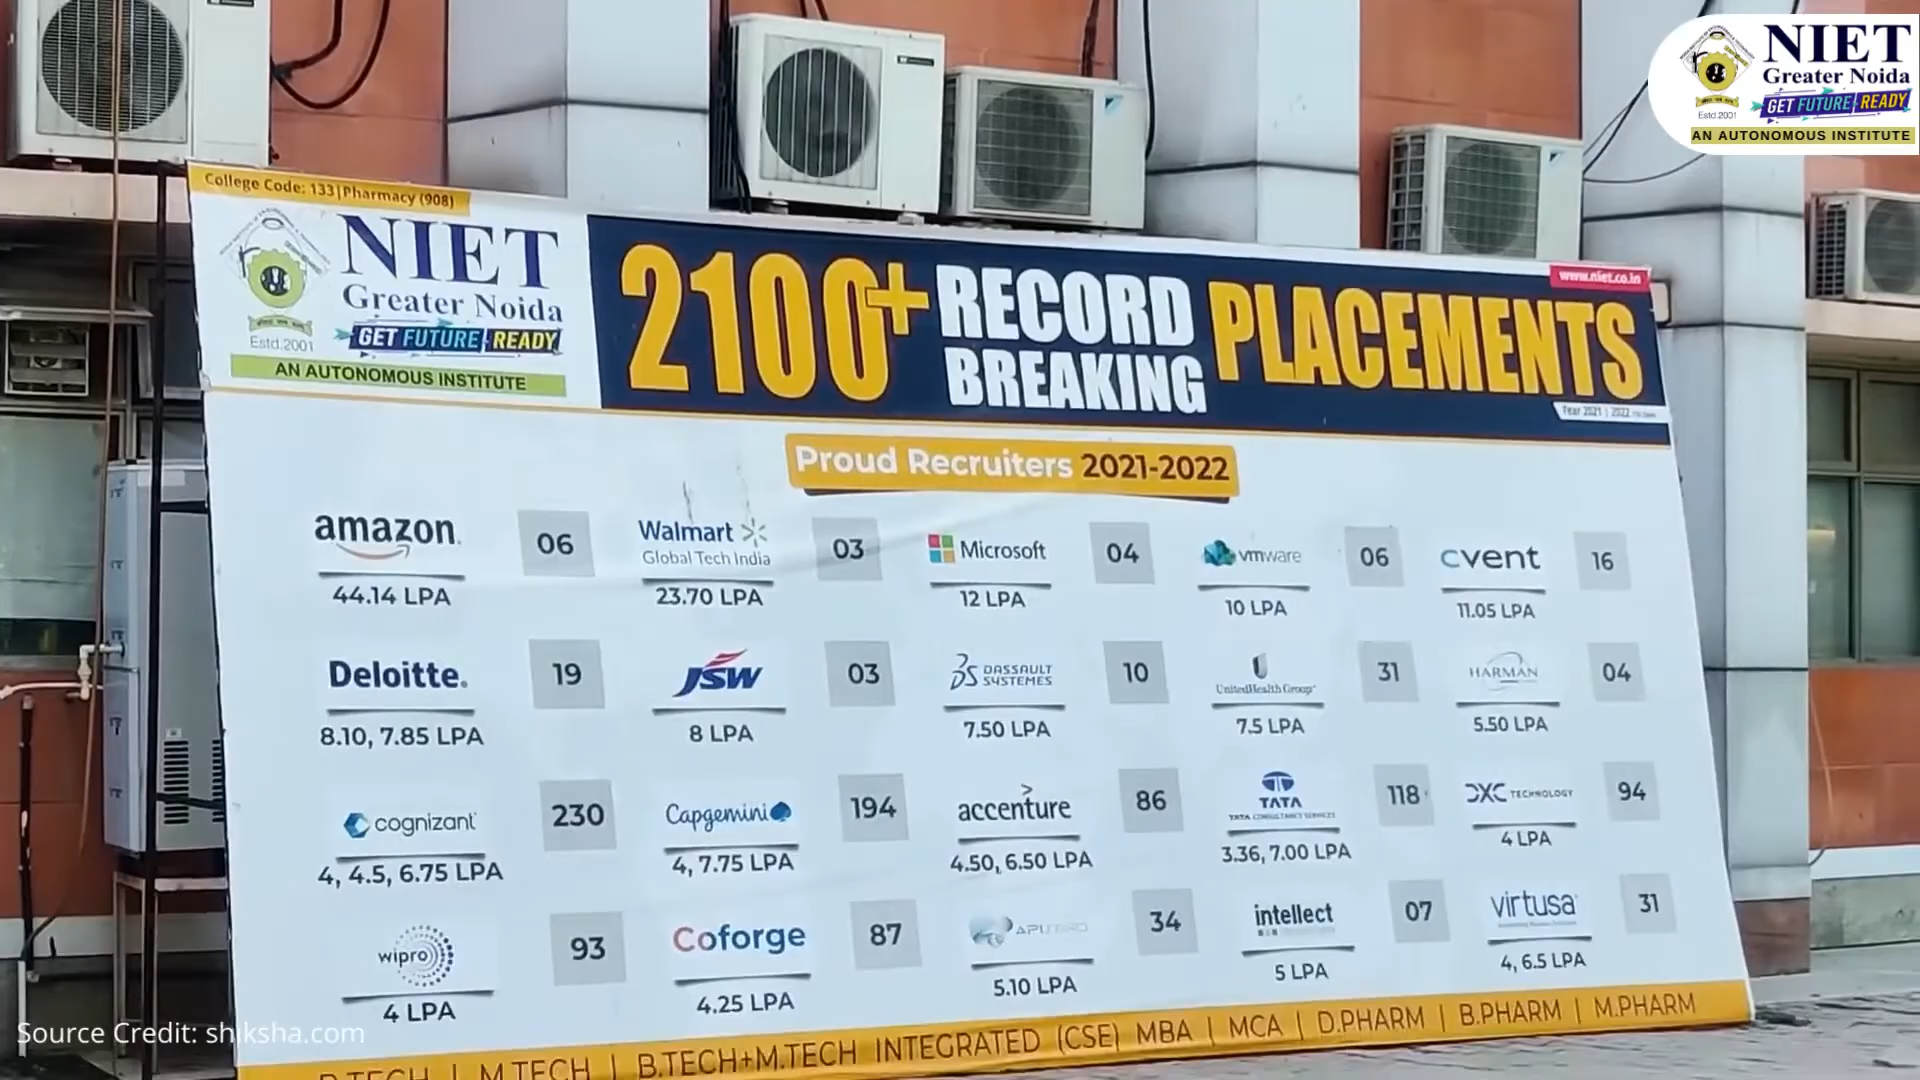 NIET
Greater Noida
GET FUTURE READY
Estd.2001
AN AUTONOMOUS INSTITUTE
College Code: 133|Pharmacy (908)
NIET
Greater Noida
GET FUTURE READY
Estd.2001
AN AUTONOMOUS INSTITUTE
www.niet.co.in
2100+ RECORD BREAKING PLACEMENTS
Year 2021 | 2022
Proud Recruiters 2021-2022
amazon 06
44.14 LPA
Walmart 03
Global Tech India
23.70 LPA
Microsoft 04
12 LPA
vmware 06
10 LPA
cvent 16
11.05 LPA
Deloitte. 19
8.10, 7.85 LPA
JSW 03
8 LPA
DASSAULT SYSTEMES 10
7.50 LPA
UnitedHealth Group 31
7.5 LPA
HARMAN 04
5.50 LPA
cognizant 230
4, 4.5, 6.75 LPA
Capgemini 194
4, 7.75 LPA
accenture 86
4.50, 6.50 LPA
TATA 118
TATA CONSULTANCY SERVICES
3.36, 7.00 LPA
DXC TECHNOLOGY 94
4 LPA
wipro 93
4 LPA
Coforge 87
4.25 LPA
34
5.10 LPA
intellect 07
5 LPA
virtusa 31
4, 6.5 LPA
B.TECH | M.TECH | B.TECH+M.TECH INTEGRATED (CSE) MBA | MCA | D.PHARM | B.PHARM | M.PHARM
Source Credit: shiksha.com